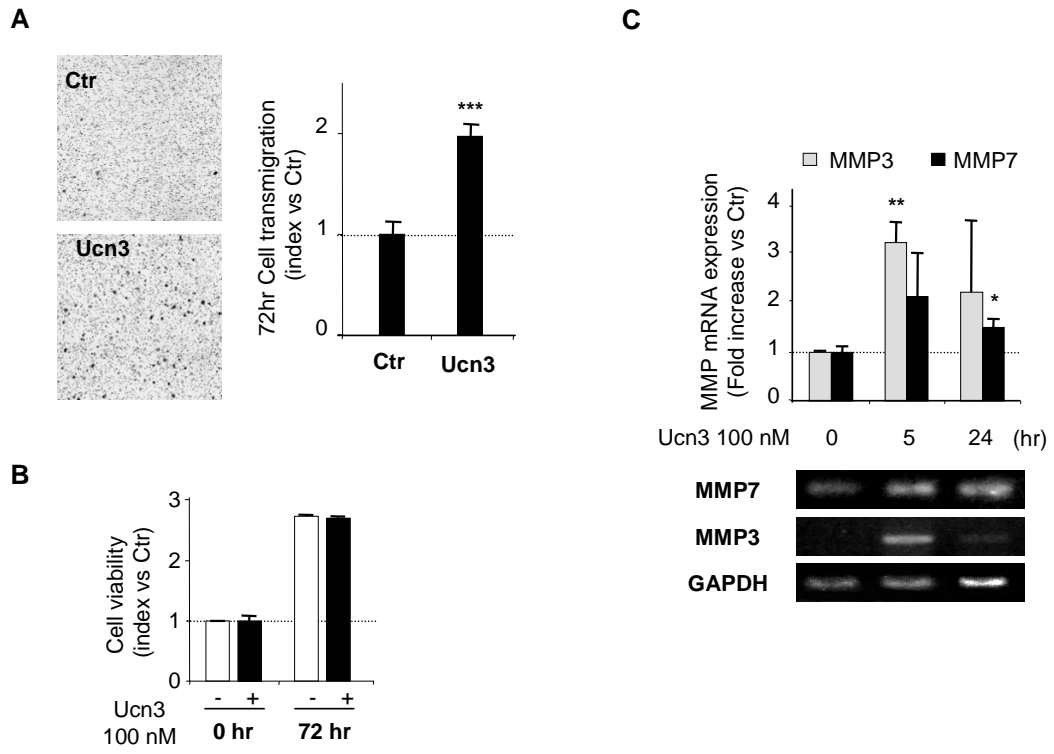 A
Ctr
Ucn3
72hr Cell transmigration
(index vs Ctr)
2
1
0
***
Ctr Ucn3
B
Cell viability
(index vs Ctr)
3
2
1
0
- + - +
Ucn3
100 nM
0 hr 72 hr
C
MMP3 MMP7
MMP mRNA expression
(Fold increase vs Ctr)
4
3
2
1
0
**
*
Ucn3 100 nM 0 5 24 (hr)
MMP7
MMP3
GAPDH